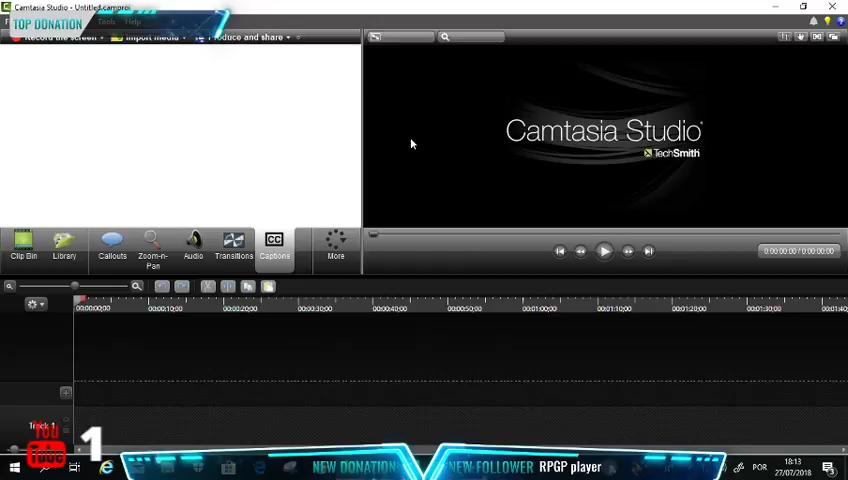 Camtasia Studio - Untitled.camproj
TOP DONATION
Tools Help
Record the screen Import media Produce and share
Camtasia Studio
TechSmith
Clip Bin Library Callouts Zoom-n-Pan Audio Transitions Captions More
0:00:00:00 / 0:00:00:00
00:00:00;00 00:00:10;00 00:00:20;00 00:00:30;00 00:00:40;00 00:00:50;00 00:01:00;00 00:01:10;00 00:01:20;00 00:01:30;00
Track 1
You Tube 1
NEW DONATION NEW FOLLOWER RPGP player
POR
18:13
27/07/2018